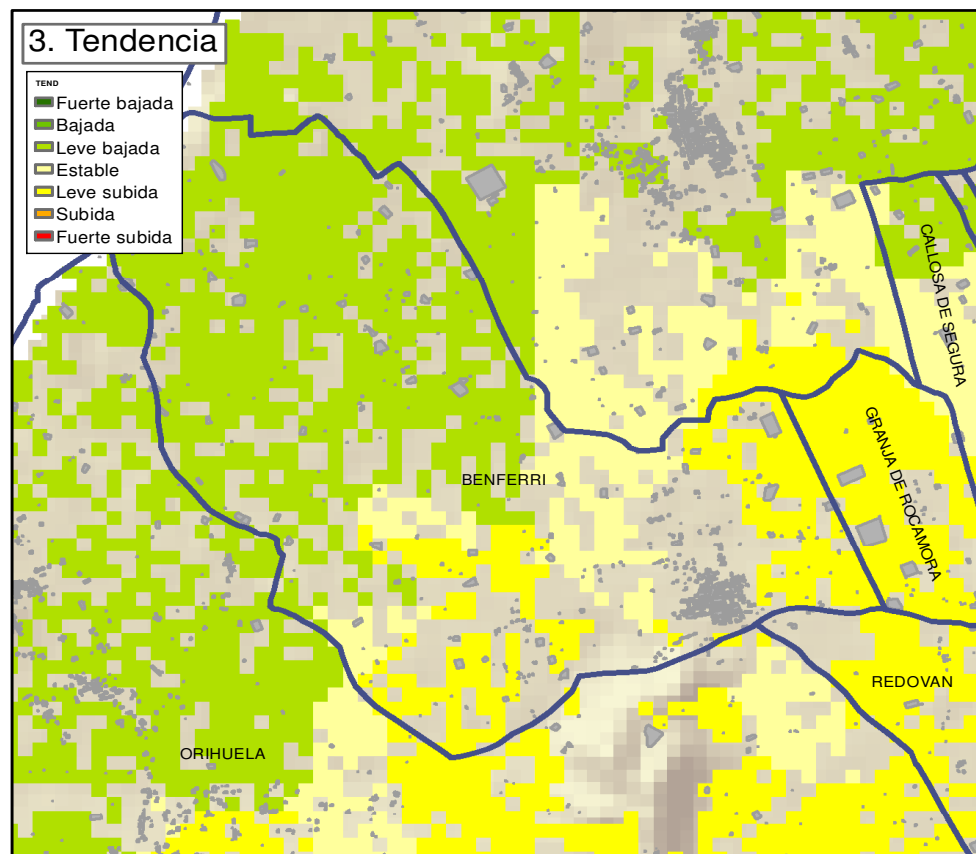 3. Tendencia
TEND
Fuerte bajada
Bajada
Leve bajada
Estable
Leve subida
Subida
Fuerte subida
CALLOSA DE SEGURA
GRANJA DE ROCAMORA
BENFERRI
REDOVAN
ORIHUELA